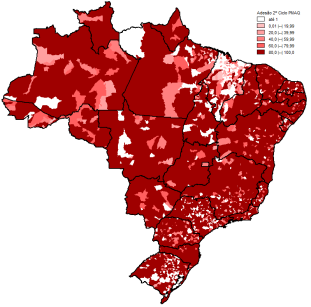 Adesão 2º Ciclo PMAQ
até 1
0,01 |--| 19,99
20,0 |--| 39,99
40,0 |--| 59,99
60,0 |--| 79,99
80,0 |--| 100,0